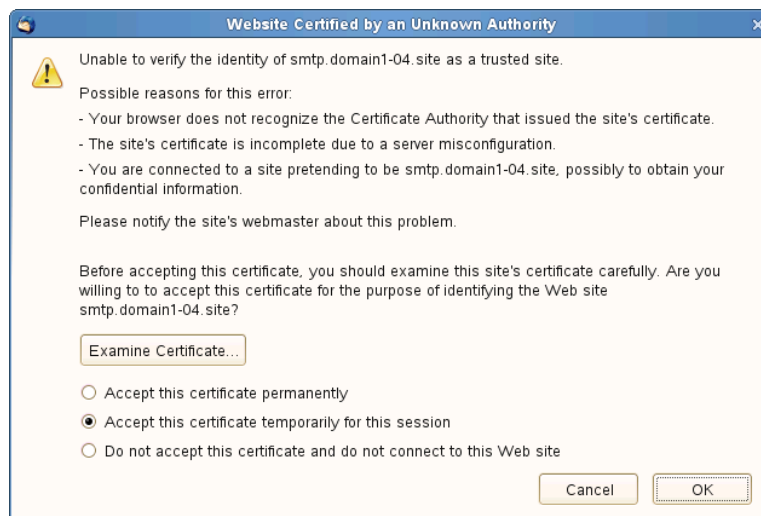 Website Certified by an Unknown Authority
Unable to verify the identity of smtp.domain1-04.site as a trusted site.
Possible reasons for this error:
- Your browser does not recognize the Certificate Authority that issued the site's certificate.
- The site's certificate is incomplete due to a server misconfiguration.
- You are connected to a site pretending to be smtp.domain1-04.site, possibly to obtain your
confidential information.
Please notify the site's webmaster about this problem.
Before accepting this certificate, you should examine this site's certificate carefully. Are you
willing to to accept this certificate for the purpose of identifying the Web site
smtp.domain1-04.site?
Examine Certificate...
Accept this certificate permanently
Accept this certificate temporarily for this session
Do not accept this certificate and do not connect to this Web site
Cancel OK